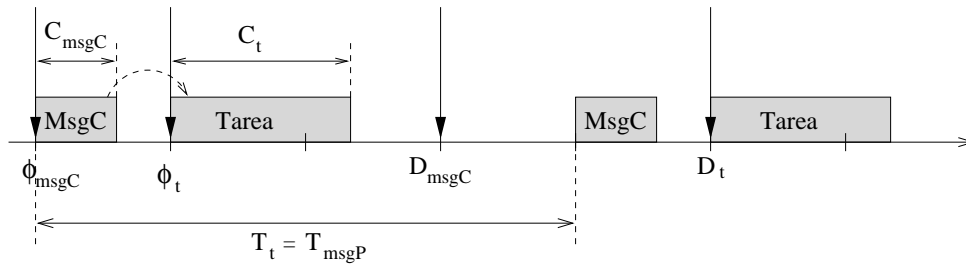 C_msgC
C_t
MsgC
Tarea
MsgC
Tarea
ϕ_msgC
ϕ_t
D_msgC
D_t
T_t = T_msgP